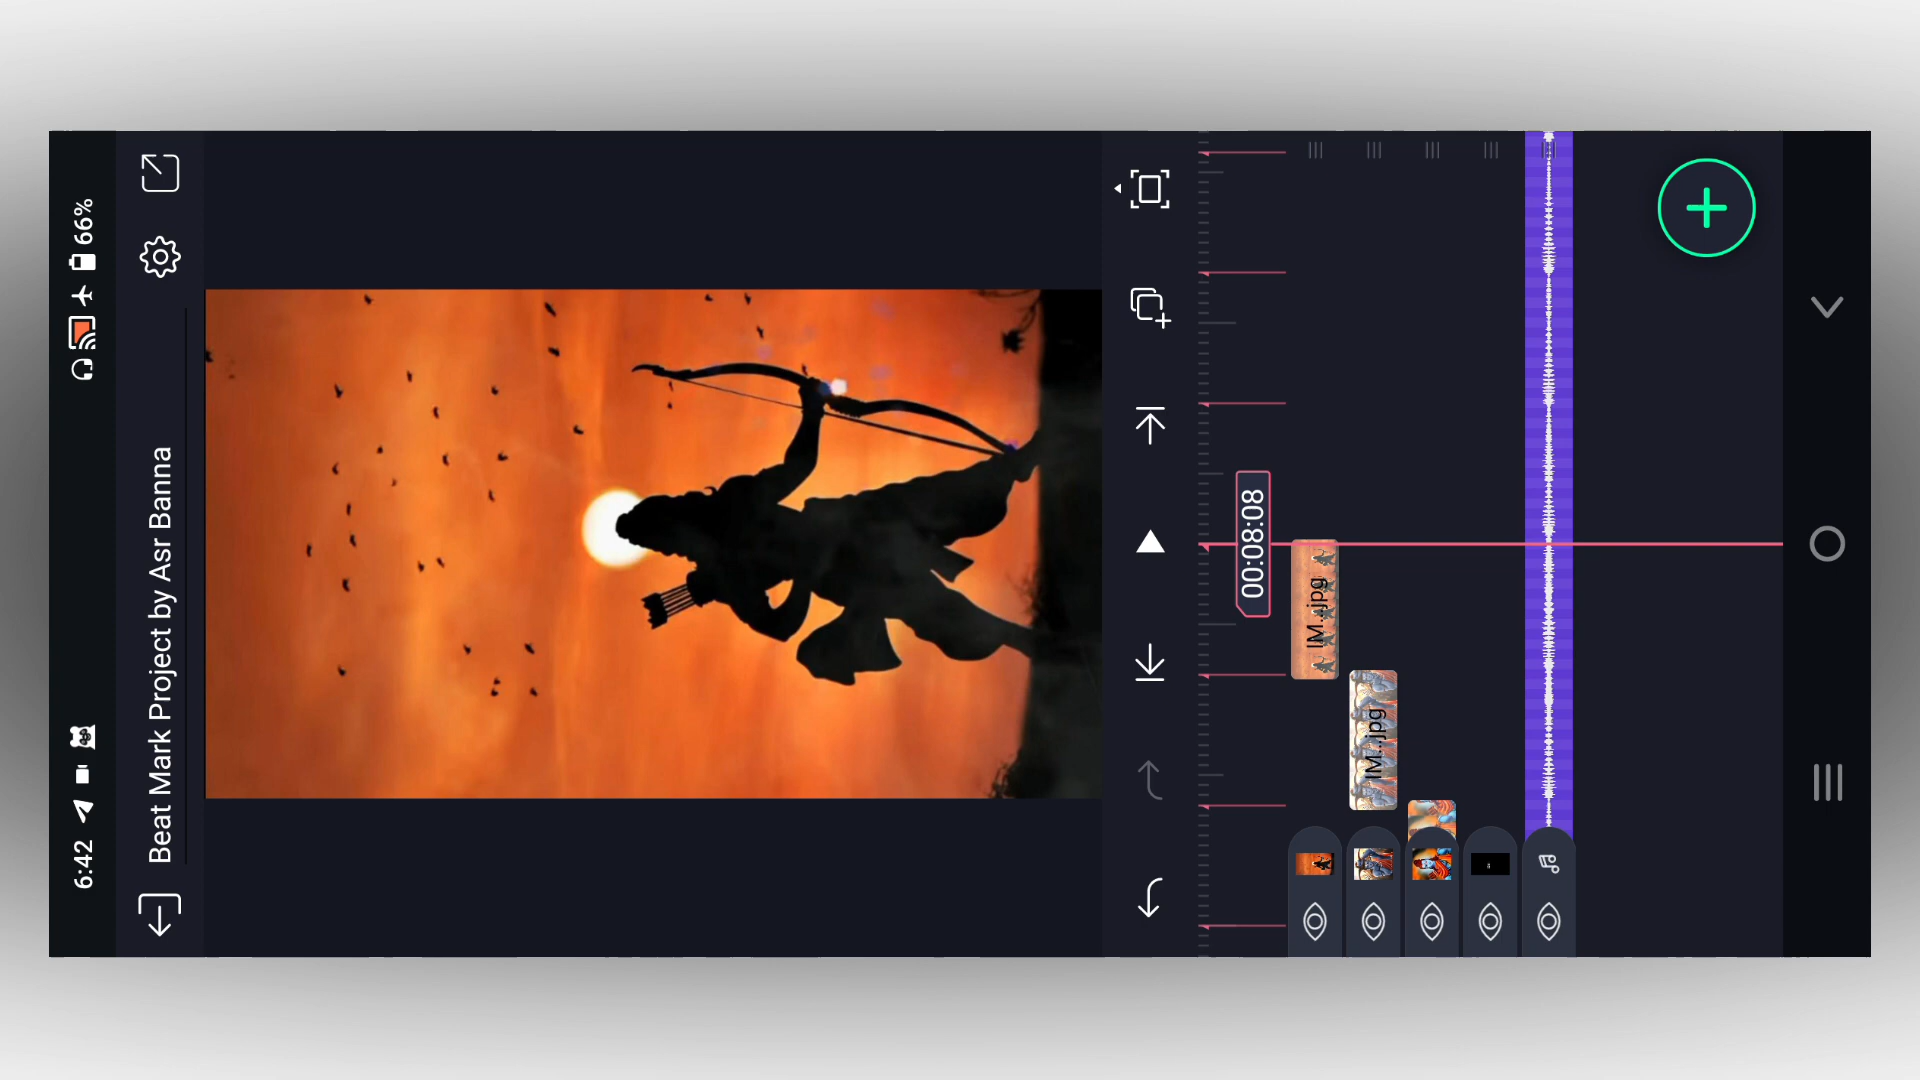 6:42
66%
Beat Mark Project by Asr Banna
00:08:08
IM...jpg
IM...jpg